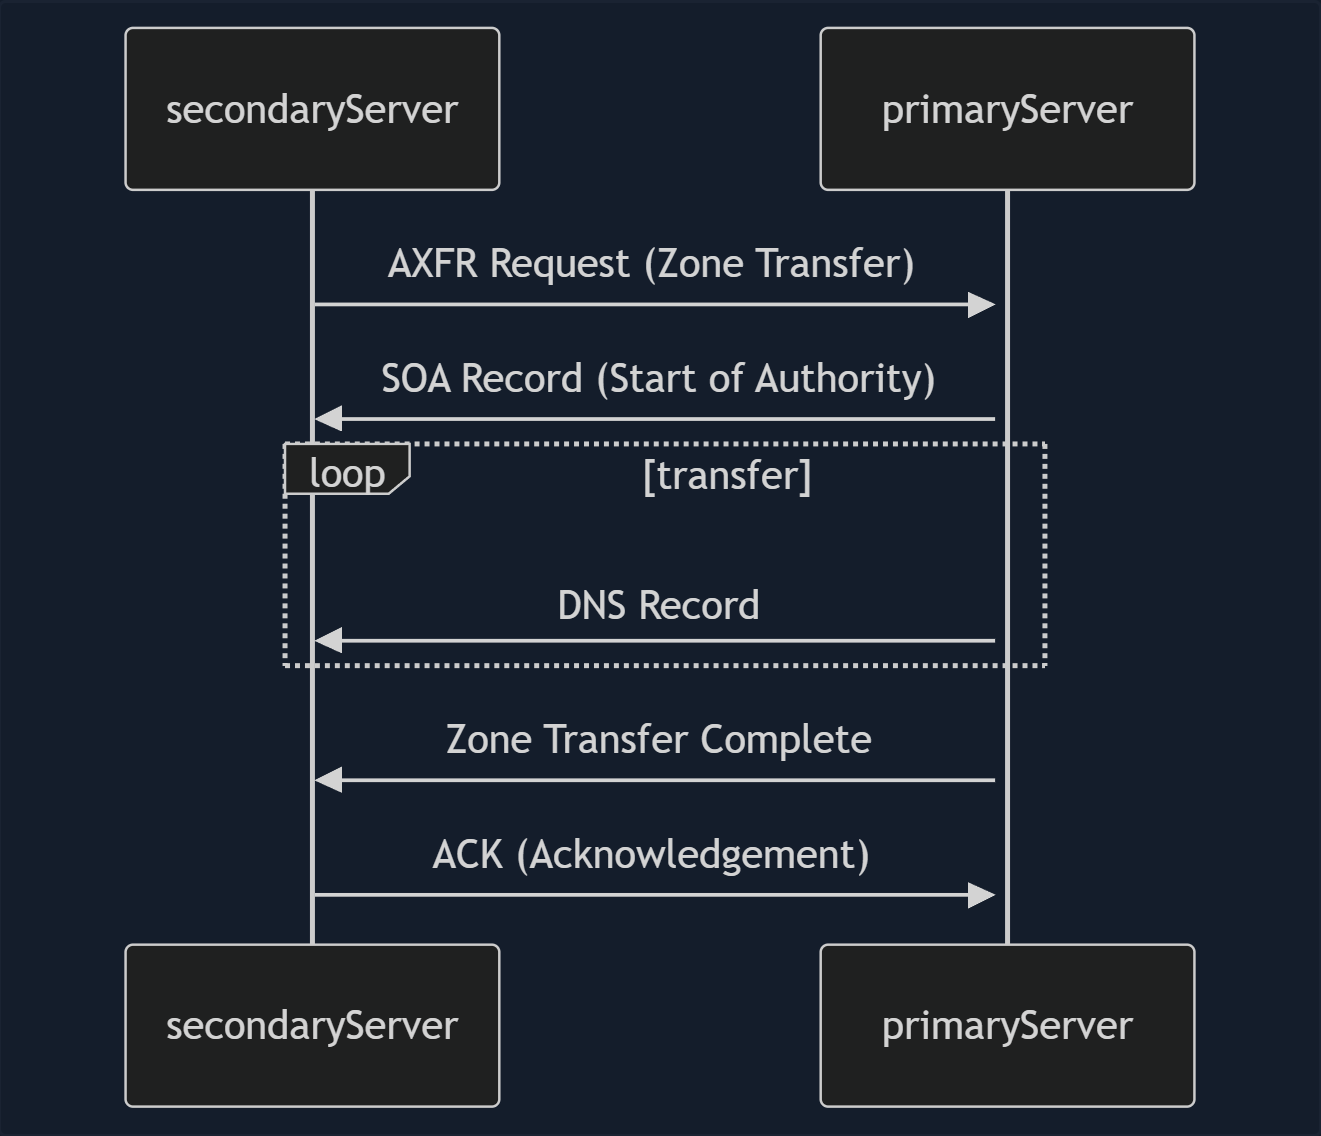 secondaryServer
primaryServer
AXFR Request (Zone Transfer)
SOA Record (Start of Authority)
loop
[transfer]
DNS Record
Zone Transfer Complete
ACK (Acknowledgement)
secondaryServer
primaryServer